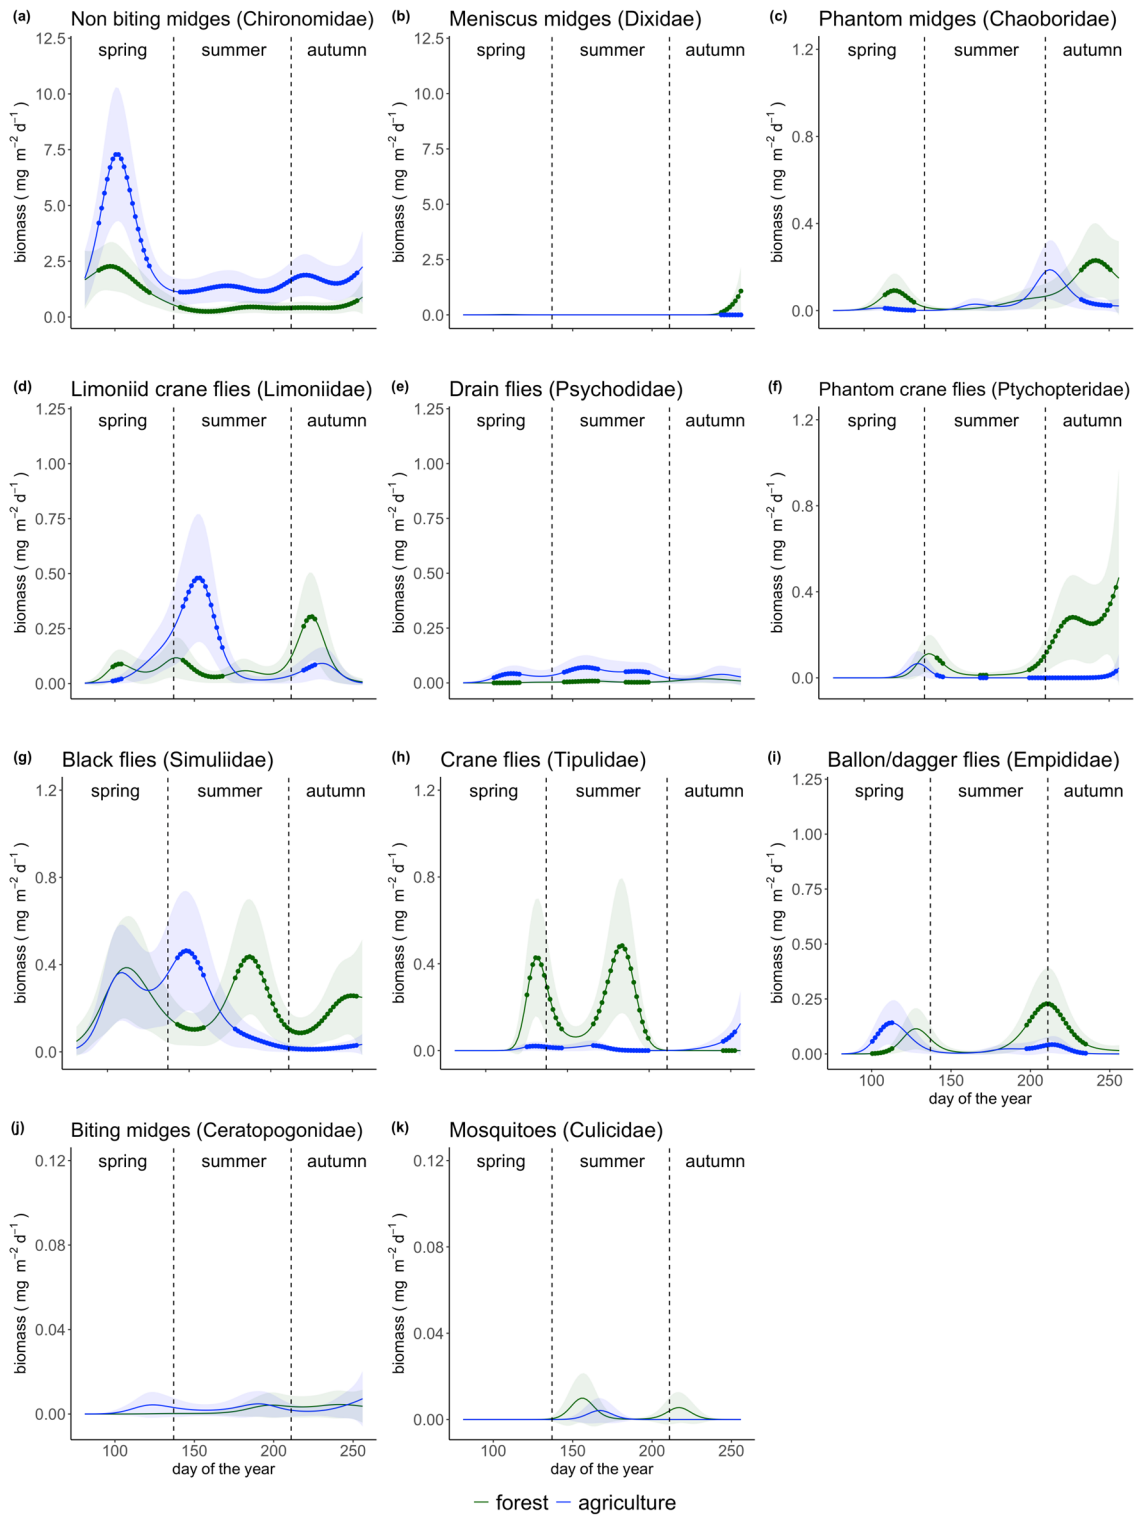 (a) Non biting midges (Chironomidae)
(b) Meniscus midges (Dixidae)
(c) Phantom midges (Chaoboridae)
12.5
spring summer autumn
10.0
7.5
5.0
2.5
0.0
biomass ( mg m−2 d−1 )
12.5
spring summer autumn
10.0
7.5
5.0
2.5
0.0
biomass ( mg m−2 d−1 )
1.2
spring summer autumn
0.8
0.4
0.0
biomass ( mg m−2 d−1 )
(d) Limoniid crane flies (Limoniidae)
(e) Drain flies (Psychodidae)
(f) Phantom crane flies (Ptychopteridae)
1.25
spring summer autumn
1.00
0.75
0.50
0.25
0.00
biomass ( mg m−2 d−1 )
1.25
spring summer autumn
1.00
0.75
0.50
0.25
0.00
biomass ( mg m−2 d−1 )
1.2
spring summer autumn
0.8
0.4
0.0
biomass ( mg m−2 d−1 )
(g) Black flies (Simuliidae)
(h) Crane flies (Tipulidae)
(i) Ballon/dagger flies (Empididae)
1.2
spring summer autumn
0.8
0.4
0.0
biomass ( mg m−2 d−1 )
1.2
spring summer autumn
0.8
0.4
0.0
biomass ( mg m−2 d−1 )
1.25
spring summer autumn
1.00
0.75
0.50
0.25
0.00
biomass ( mg m−2 d−1 )
100 150 200 250
day of the year
(j) Biting midges (Ceratopogonidae)
(k) Mosquitoes (Culicidae)
0.12
spring summer autumn
0.08
0.04
0.00
biomass ( mg m−2 d−1 )
100 150 200 250
day of the year
0.12
spring summer autumn
0.08
0.04
0.00
biomass ( mg m−2 d−1 )
100 150 200 250
day of the year
forest agriculture